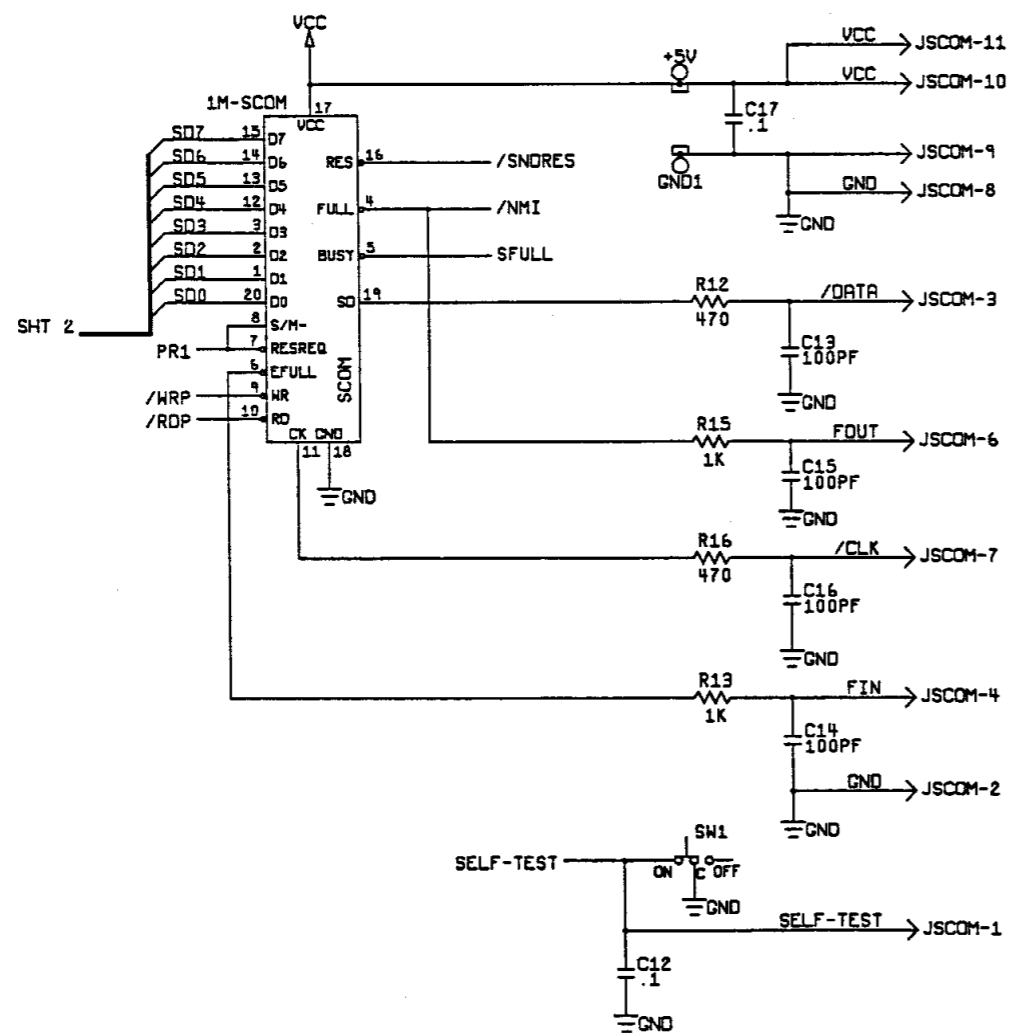 VCC
VCC JSCOM-11
+5V
VCC JSCOM-10
1M-SCOM
17
VCC
C17
.1
SD7 15 D7
SD6 14 D6
RES 16 /SNDRES
JSCOM-9
SD5 13 D5
GND1
GND JSCOM-8
SD4 12 D4
FULL 4 /NMI
GND
SD3 3 D3
SD2 2 D2
BUSY 5 SFULL
SD1 1 D1
SD0 20 D0
SD 19
R12
470
/DATA JSCOM-3
SHT 2
8 S/M-
PR1
7 RESREQ
C13
100PF
6 EFULL
SCOM
/WRP 9 WR
GND
/RDP 10 RD
CK GND
11 18
R15
1K
FOUT JSCOM-6
C15
100PF
GND
GND
R16
470
/CLK JSCOM-7
C16
100PF
GND
R13
1K
FIN JSCOM-4
C14
100PF
GND JSCOM-2
GND
SW1
SELF-TEST
ON C OFF
GND
SELF-TEST JSCOM-1
C12
.1
GND